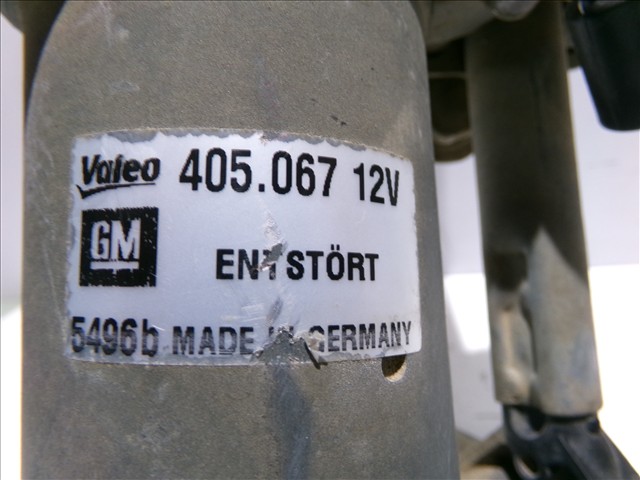 Valeo 405.067 12V
GM
ENTSTÖRT
5496b MADE IN GERMANY